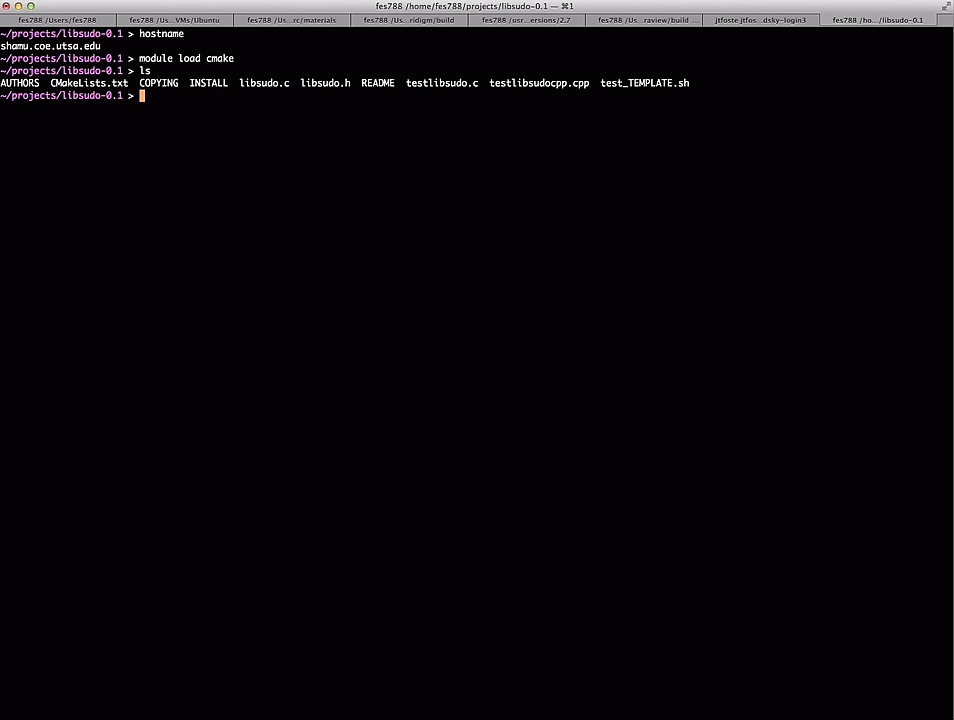 fes788 /home/fes788/projects/libsudo-0.1 — ⌘1
fes788 /Users/fes788 fes788 /Us...VMs/Ubuntu fes788 /Us...rc/materials fes788 /Us...ridigm/build fes788 /usr...ersions/2.7 fes788 /Us...raview/build ... jtfoste jtfos...dsky-login3 fes788 /ho.../libsudo-0.1
~/projects/libsudo-0.1 > hostname
shamu.coe.utsa.edu
~/projects/libsudo-0.1 > module load cmake
~/projects/libsudo-0.1 > ls
AUTHORS CMakeLists.txt COPYING INSTALL libsudo.c libsudo.h README testlibsudo.c testlibsudocpp.cpp test_TEMPLATE.sh
~/projects/libsudo-0.1 >